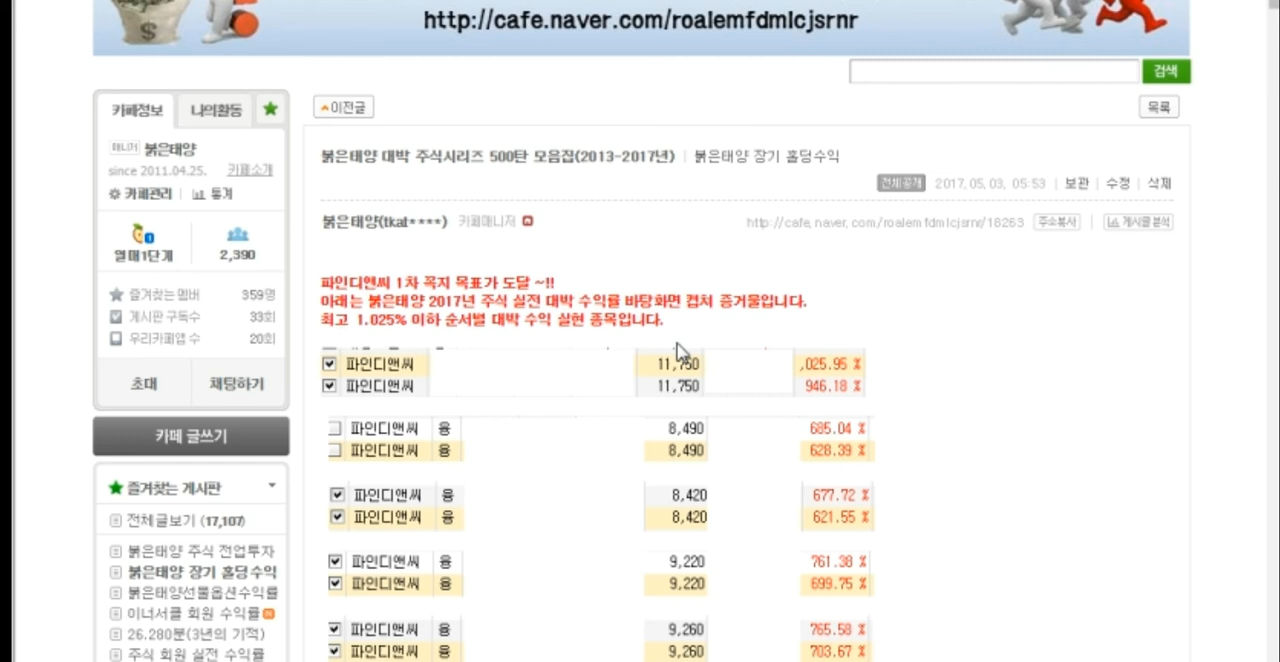 http://cafe.naver.com/roalemfdmlcjsrnr
검색
카페정보 나의활동
이전글
목록
매니저 붉은태양
since 2011.04.25. 카페소개
카페관리 통계
붉은태양 대박 주식시리즈 500탄 모음집(2013-2017년) | 붉은태양 장기 홀딩수익
전체공개 2017.05.03. 05:53 | 보관 | 수정 | 삭제
붉은태양(tkat****) 카페매니저
http://cafe.naver.com/roalemfdmlcjsrnr/18263 주소복사 게시글 분석
열매1단계 2,390
즐겨찾는 멤버 359명
게시판 구독수 33회
우리카페앱 수 20회
초대 채팅하기
카페 글쓰기
즐겨찾는 게시판
전체글보기 (17,107)
붉은태양 주식 전업투자
붉은태양 장기 홀딩수익
붉은태양선물옵션수익률
이너서클 회원 수익률
26.280분(3년의 기적)
주식 회원 실전 수익률
파인디앤씨 1차 꼭지 목표가 도달 ~!!
아래는 붉은태양 2017년 주식 실전 대박 수익률 바탕화면 캡쳐 증거물입니다.
최고 1.025% 이하 순서별 대박 수익 실현 종목입니다.
파인디앤씨 11,750 ,025.95 %
파인디앤씨 11,750 946.18 %
파인디앤씨 융 8,490 685.04 %
파인디앤씨 융 8,490 628.39 %
파인디앤씨 융 8,420 677.72 %
파인디앤씨 융 8,420 621.55 %
파인디앤씨 융 9,220 761.38 %
파인디앤씨 융 9,220 699.75 %
파인디앤씨 융 9,260 765.58 %
파인디앤씨 융 9,260 703.67 %